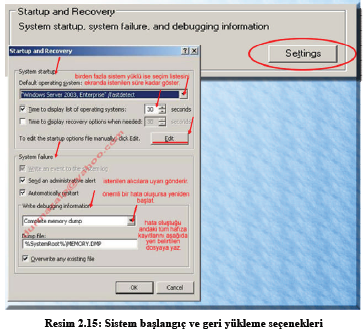 Startup and Recovery
System startup, system failure, and debugging information
Settings
Startup and Recovery
System startup
birden fazla sistem yüklü ise seçim listesini
ekranda istenilen süre kadar göster.
Default operating system:
"Windows Server 2003, Enterprise" /fastdetect
Time to display list of operating systems: 30 seconds
Time to display recovery options when needed: 30 seconds
To edit the startup options file manually, click Edit. Edit
System failure
Write an event to the system log
Send an administrative alert
istenilen alıcılara uyarı gönderir.
Automatically restart
önemli bir hata oluşursa yeniden
başlat
Write debugging information
Complete memory dump
hata oluştuğu
andaki tüm hafıza
kayıtlarını aşağıda
yeri belirtilen
dosyaya yaz.
Dump file:
%SystemRoot%\MEMORY.DMP
Overwrite any existing file
OK Cancel
Resim 2.15: Sistem başlangıç ve geri yükleme seçenekleri